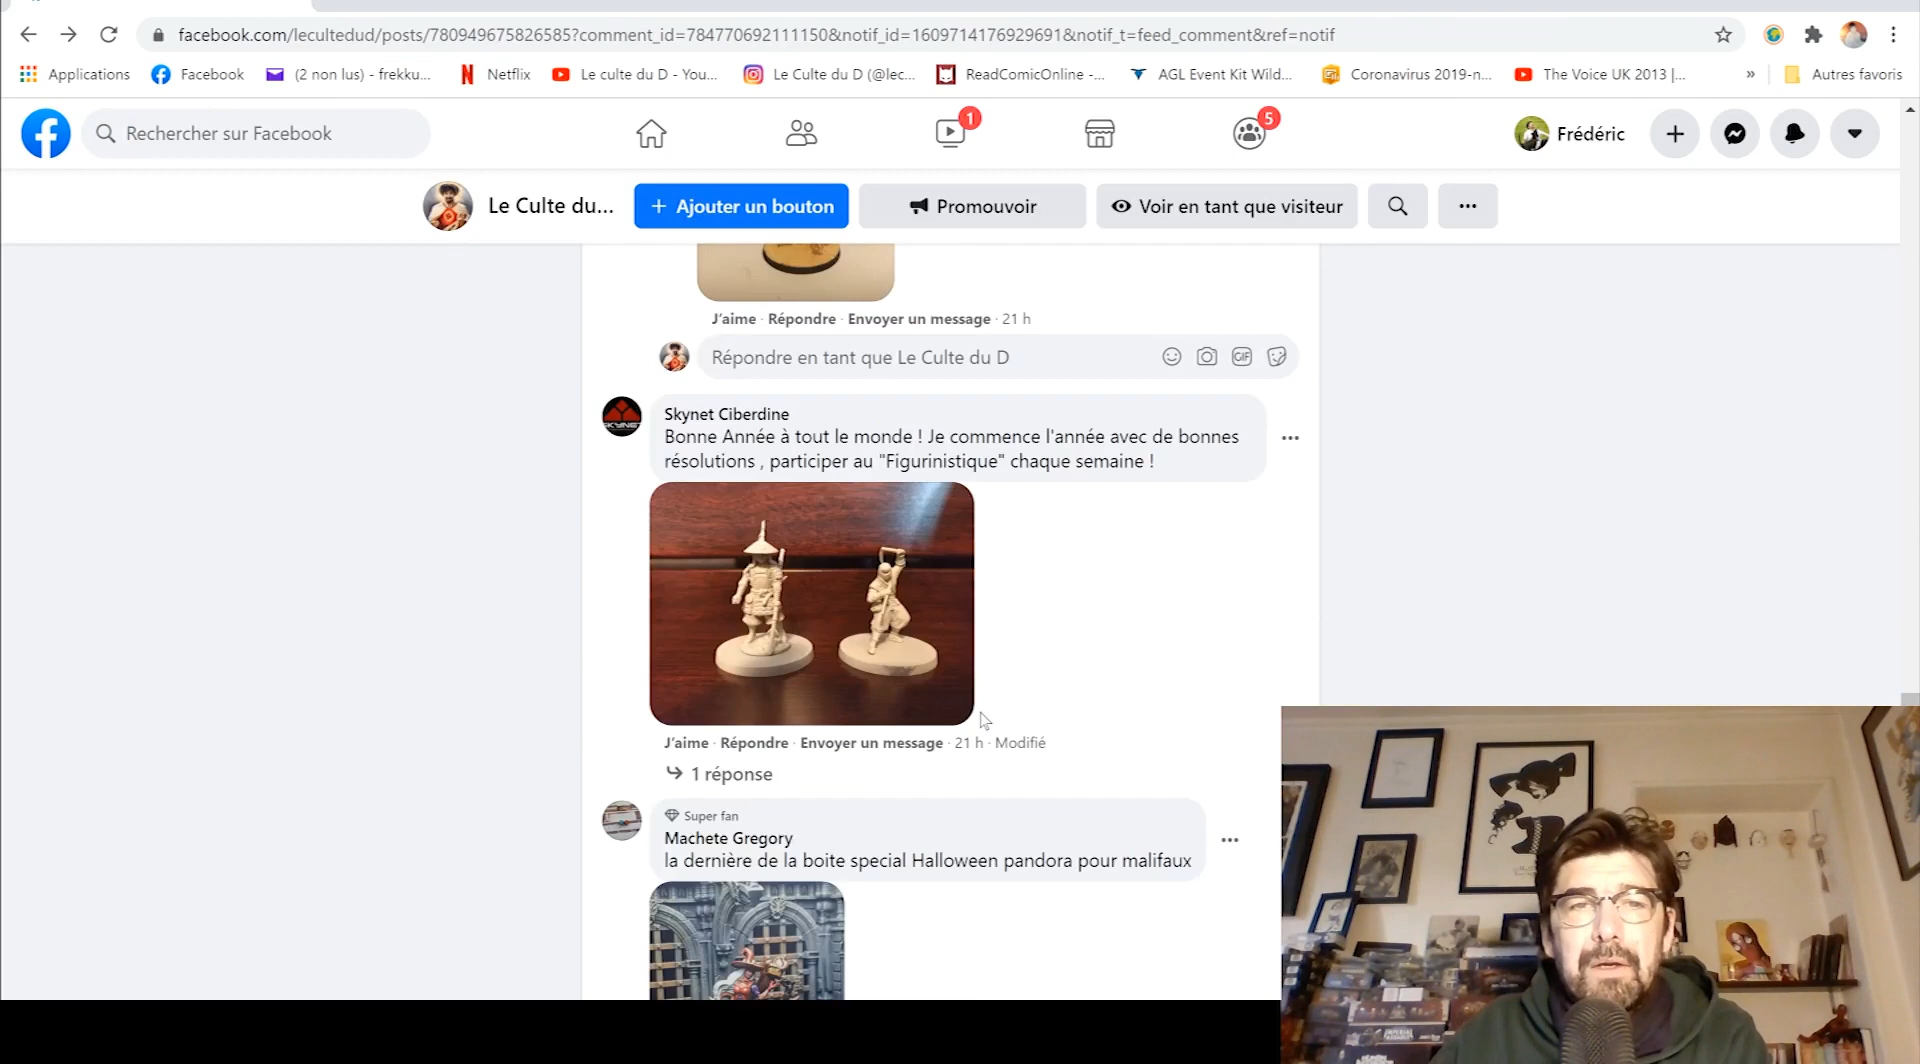 facebook.com/lecultedud/posts/780949675826585?comment_id=784770692111150&notif_id=1609714176929691&notif_t=feed_comment&ref=notif
Applications
Facebook
(2 non lus) - frekku...
Netflix
Le culte du D - You...
Le Culte du D (@lec...
ReadComicOnline -...
AGL Event Kit Wild...
Coronavirus 2019-n...
The Voice UK 2013 |...
»
Autres favoris
Rechercher sur Facebook
1
5
Frédéric
Le Culte du...
+ Ajouter un bouton
Promouvoir
Voir en tant que visiteur
J'aime · Répondre · Envoyer un message · 21 h
Répondre en tant que Le Culte du D
GIF
SKYNET
Skynet Ciberdine
Bonne Année à tout le monde ! Je commence l'année avec de bonnes
résolutions , participer au "Figurinistique" chaque semaine !
J'aime · Répondre · Envoyer un message · 21 h · Modifié
1 réponse
Super fan
Machete Gregory
la dernière de la boite special Halloween pandora pour malifaux